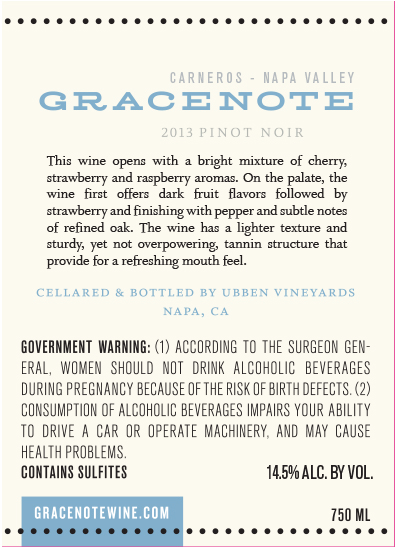 CARNEROS - NAPA VALLEY
GRACENOTE
2013 PINOT NOIR
This wine opens with a bright mixture of cherry,
strawberry and raspberry aromas. On the palate, the
wine first offers dark fruit flavors followed by
strawberry and finishing with pepper and subtle notes
of refined oak. The wine has a lighter texture and
sturdy, yet not overpowering, tannin structure that
provide for a refreshing mouth feel.
CELLARED & BOTTLED BY UBBEN VINEYARDS
NAPA, CA
GOVERNMENT WARNING: (1) ACCORDING TO THE SURGEON GEN-
ERAL, WOMEN SHOULD NOT DRINK ALCOHOLIC BEVERAGES
DURING PREGNANCY BECAUSE OF THE RISK OF BIRTH DEFECTS. (2)
CONSUMPTION OF ALCOHOLIC BEVERAGES IMPAIRS YOUR ABILITY
TO DRIVE A CAR OR OPERATE MACHINERY, AND MAY CAUSE
HEALTH PROBLEMS.
CONTAINS SULFITES 14.5% ALC. BY VOL.
GRACENOTEWINE.COM 750 ML